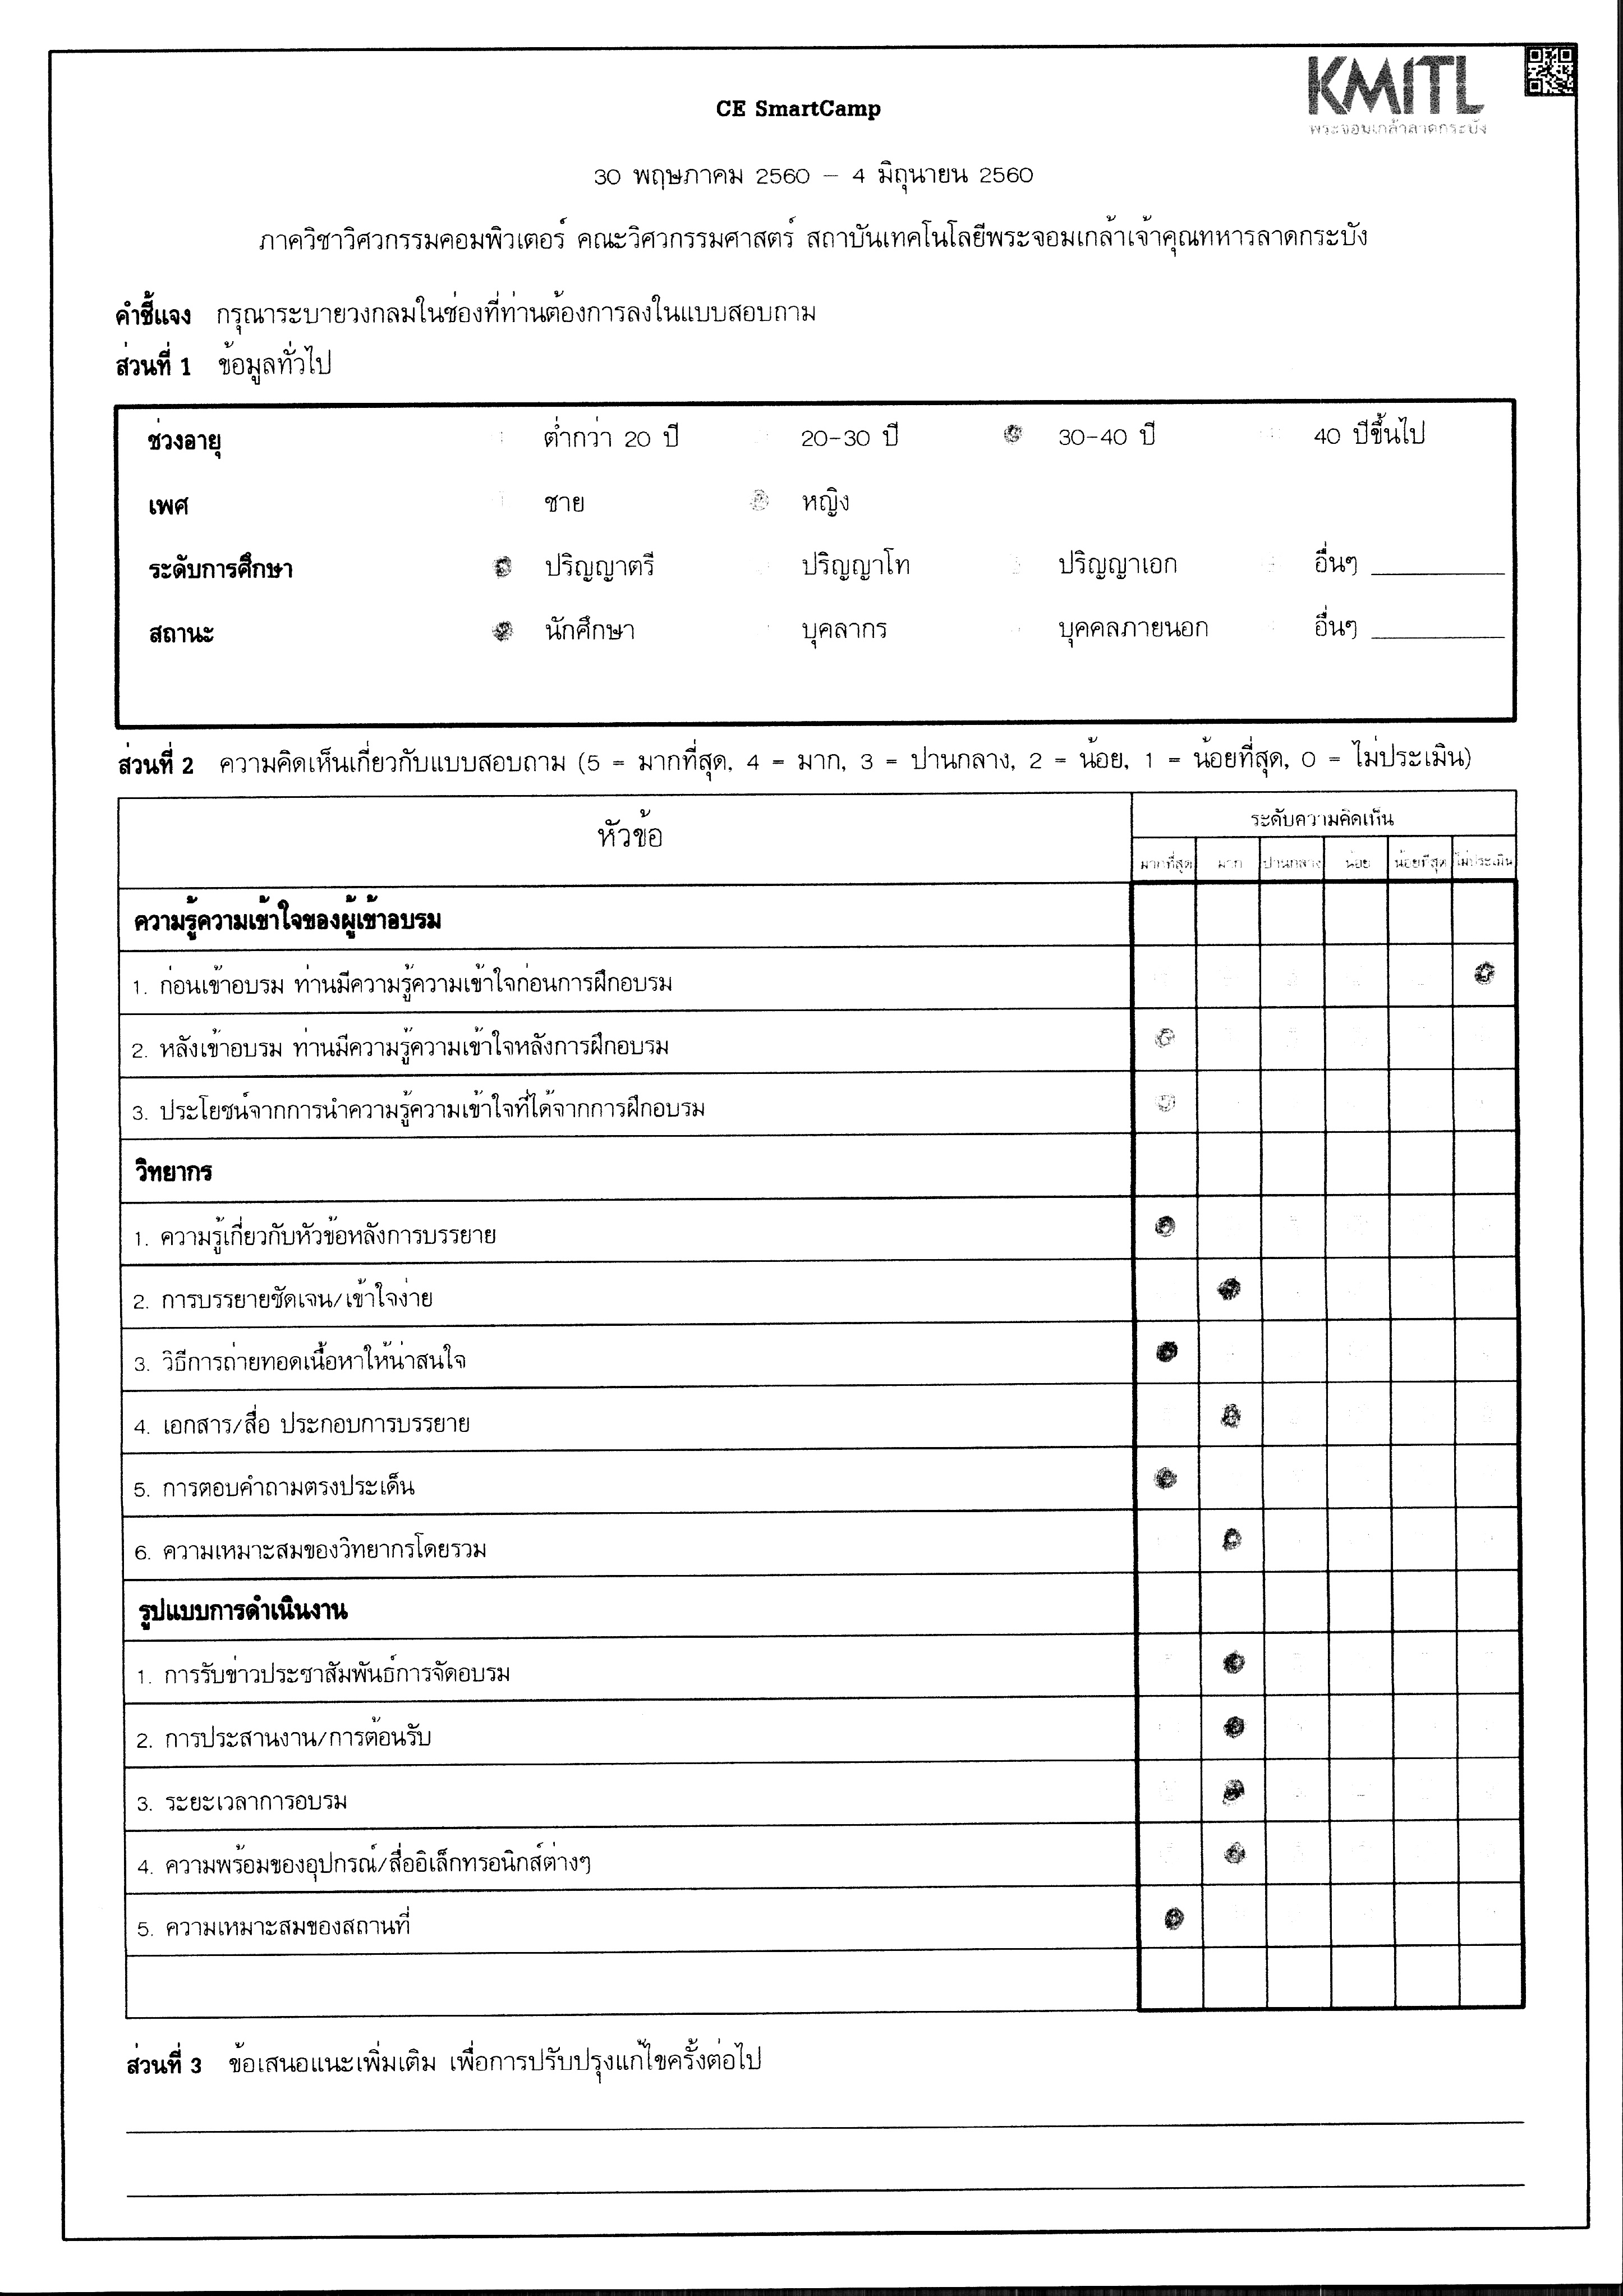 KMITL
พระจอมเกล้าลาดกระบัง
CE SmartCamp
30 พฤษภาคม 2560 – 4 มิถุนายน 2560
ภาควิชาวิศวกรรมคอมพิวเตอร์ คณะวิศวกรรมศาสตร์ สถาบันเทคโนโลยีพระจอมเกล้าเจ้าคุณทหารลาดกระบัง
คำชี้แจง กรุณาระบายวงกลมในช่องที่ท่านต้องการลงในแบบสอบถาม
ส่วนที่ 1 ข้อมูลทั่วไป
ช่วงอายุ ต่ำกว่า 20 ปี 20-30 ปี 30-40 ปี 40 ปีขึ้นไป
เพศ ชาย หญิง
ระดับการศึกษา ปริญญาตรี ปริญญาโท ปริญญาเอก อื่นๆ
สถานะ นักศึกษา บุคลากร บุคคลภายนอก อื่นๆ
ส่วนที่ 2 ความคิดเห็นเกี่ยวกับแบบสอบถาม (5 = มากที่สุด, 4 = มาก, 3 = ปานกลาง, 2 = น้อย, 1 = น้อยที่สุด, 0 = ไม่ประเมิน)
หัวข้อ ระดับความคิดเห็น
มากที่สุด มาก ปานกลาง น้อย น้อยที่สุด ไม่ประเมิน
ความรู้ความเข้าใจของผู้เข้าอบรม
1. ก่อนเข้าอบรม ท่านมีความรู้ความเข้าใจก่อนการฝึกอบรม
2. หลังเข้าอบรม ท่านมีความรู้ความเข้าใจหลังการฝึกอบรม
3. ประโยชน์จากการนำความรู้ความเข้าใจที่ได้จากการฝึกอบรม
วิทยากร
1. ความรู้เกี่ยวกับหัวข้อหลังการบรรยาย
2. การบรรยายชัดเจน/เข้าใจง่าย
3. วิธีการถ่ายทอดเนื้อหาให้น่าสนใจ
4. เอกสาร/สื่อ ประกอบการบรรยาย
5. การตอบคำถามตรงประเด็น
6. ความเหมาะสมของวิทยากรโดยรวม
รูปแบบการดำเนินงาน
1. การรับข่าวประชาสัมพันธ์การจัดอบรม
2. การประสานงาน/การต้อนรับ
3. ระยะเวลาการอบรม
4. ความพร้อมของอุปกรณ์/สื่ออิเล็กทรอนิกส์ต่างๆ
5. ความเหมาะสมของสถานที่
ส่วนที่ 3 ข้อเสนอแนะเพิ่มเติม เพื่อการปรับปรุงแก้ไขครั้งต่อไป